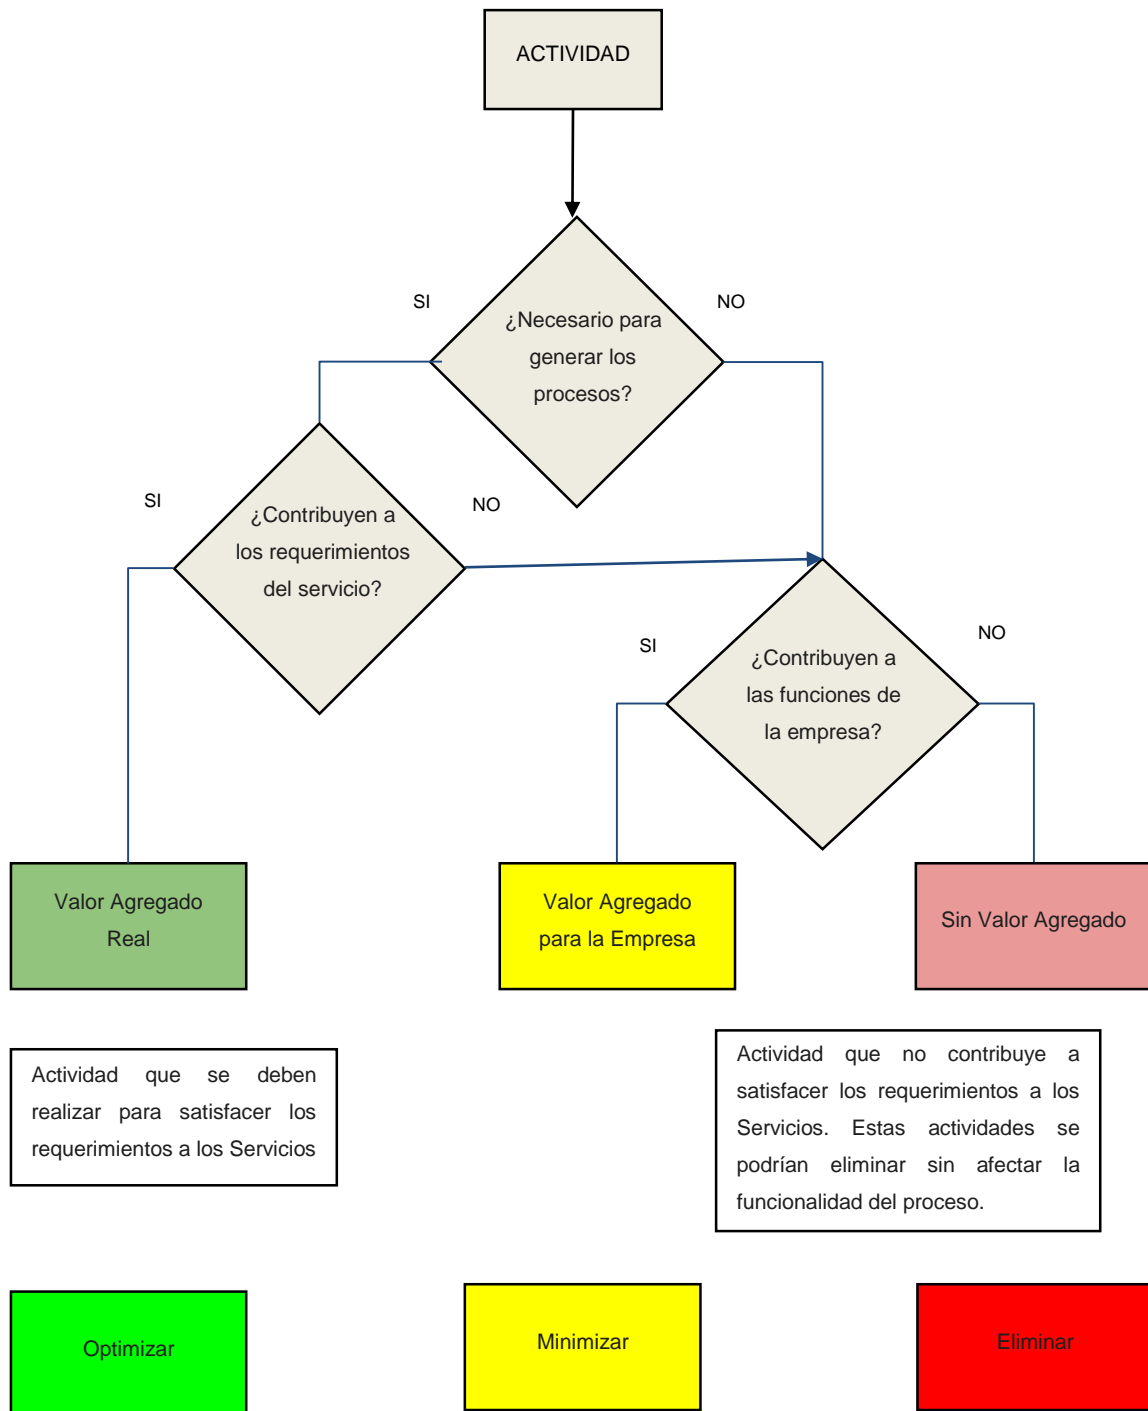 ACTIVIDAD
SI
NO
¿Necesario para
generar los
procesos?
SI
NO
¿Contribuyen a
los requerimientos
del servicio?
SI
NO
¿Contribuyen a
las funciones de
la empresa?
Valor Agregado
Real
Valor Agregado
para la Empresa
Sin Valor Agregado
Actividad que se deben
realizar para satisfacer los
requerimientos a los Servicios
Actividad que no contribuye a
satisfacer los requerimientos a los
Servicios. Estas actividades se
podrían eliminar sin afectar la
funcionalidad del proceso.
Optimizar
Minimizar
Eliminar